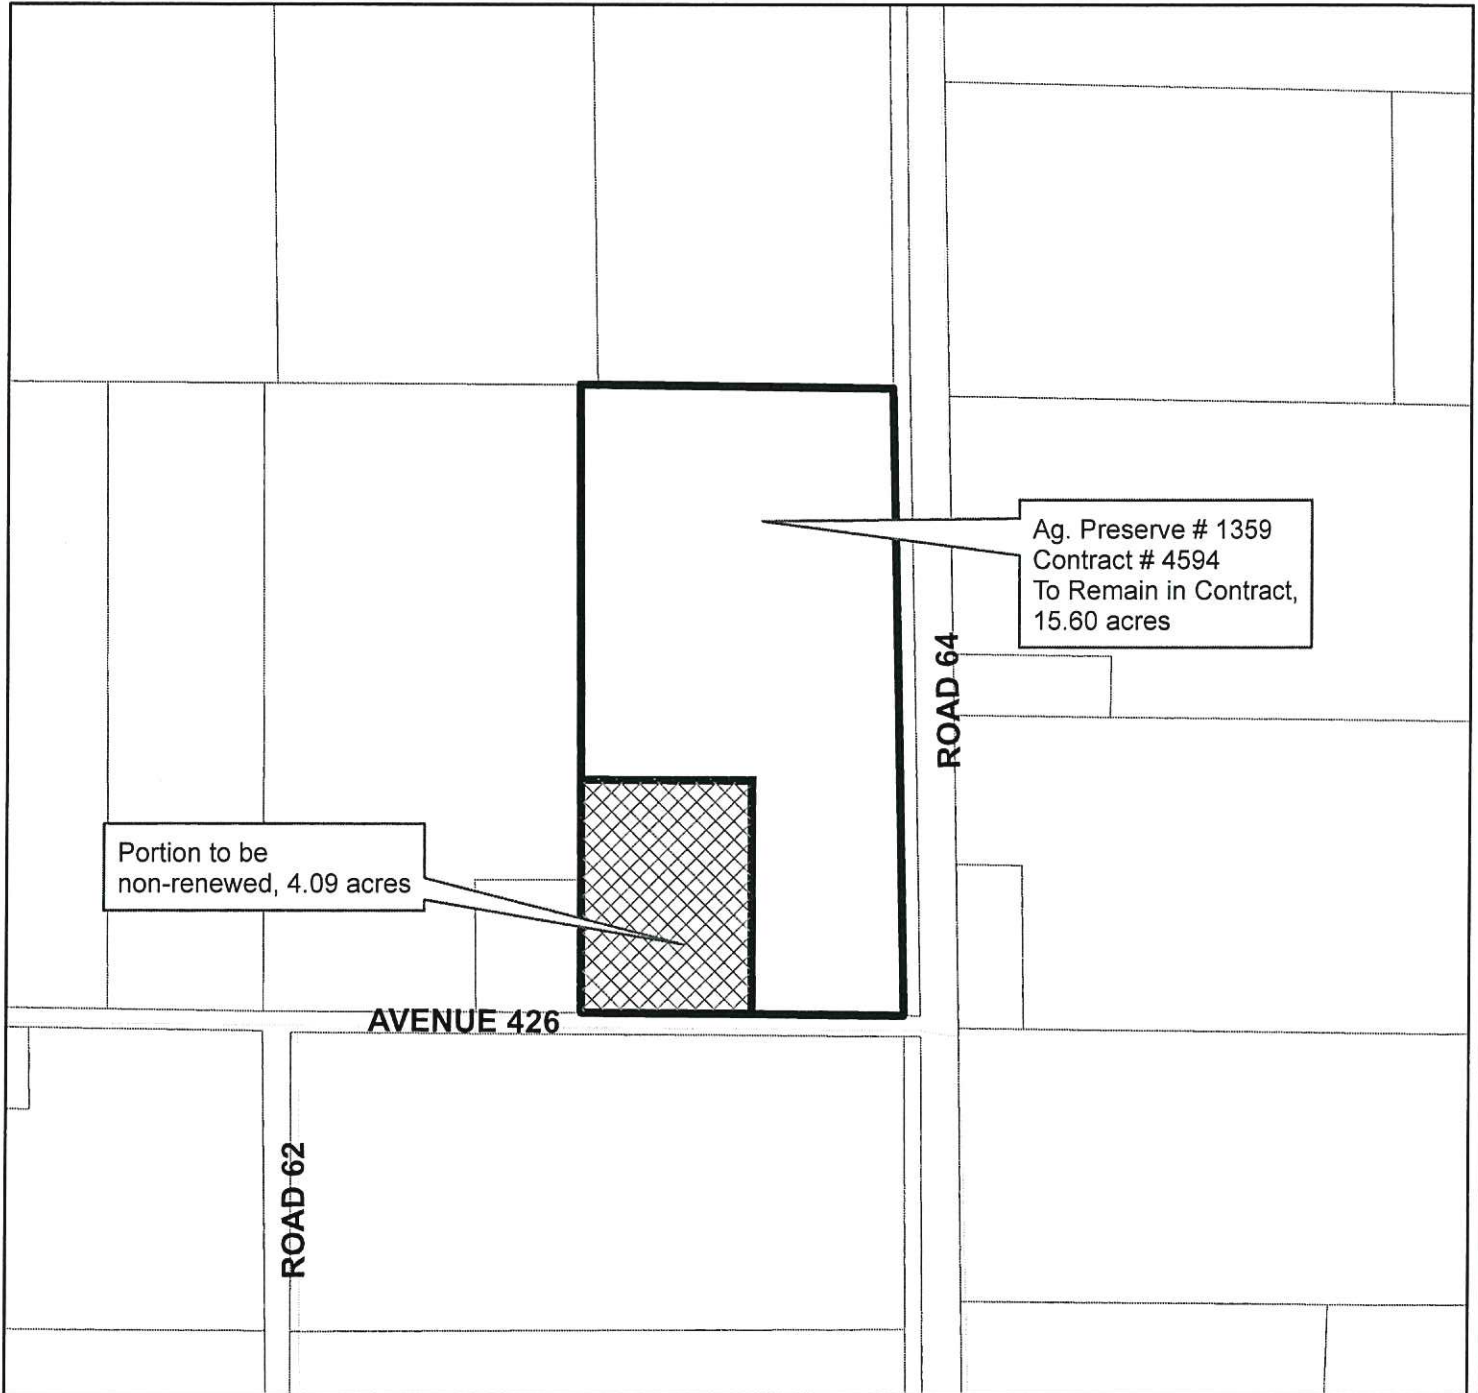 Ag. Preserve # 1359
Contract # 4594
To Remain in Contract,
15.60 acres
ROAD 64
Portion to be
non-renewed, 4.09 acres
AVENUE 426
ROAD 62